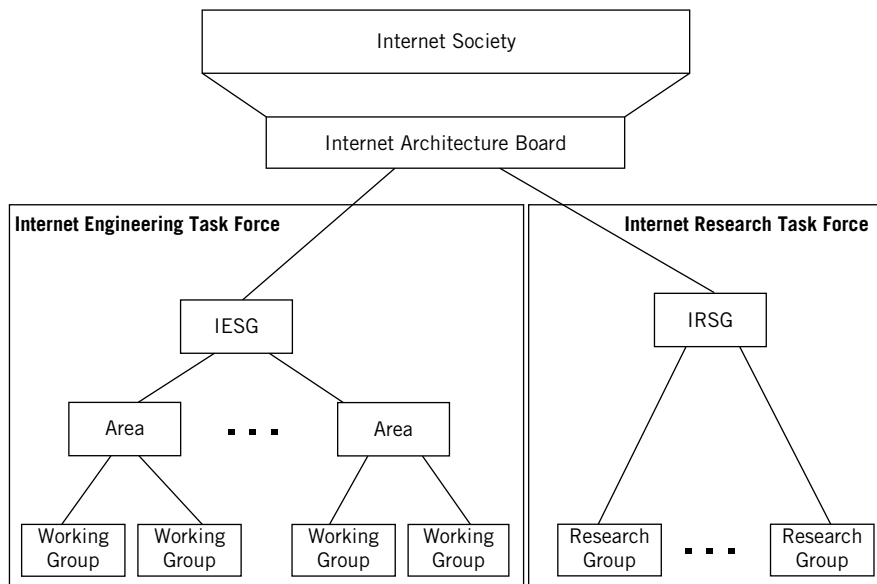 Internet Society
Internet Architecture Board
Internet Engineering Task Force
Internet Research Task Force
IESG
IRSG
Area
Area
Working
Group
Working
Group
Working
Group
Working
Group
Research
Group
Research
Group